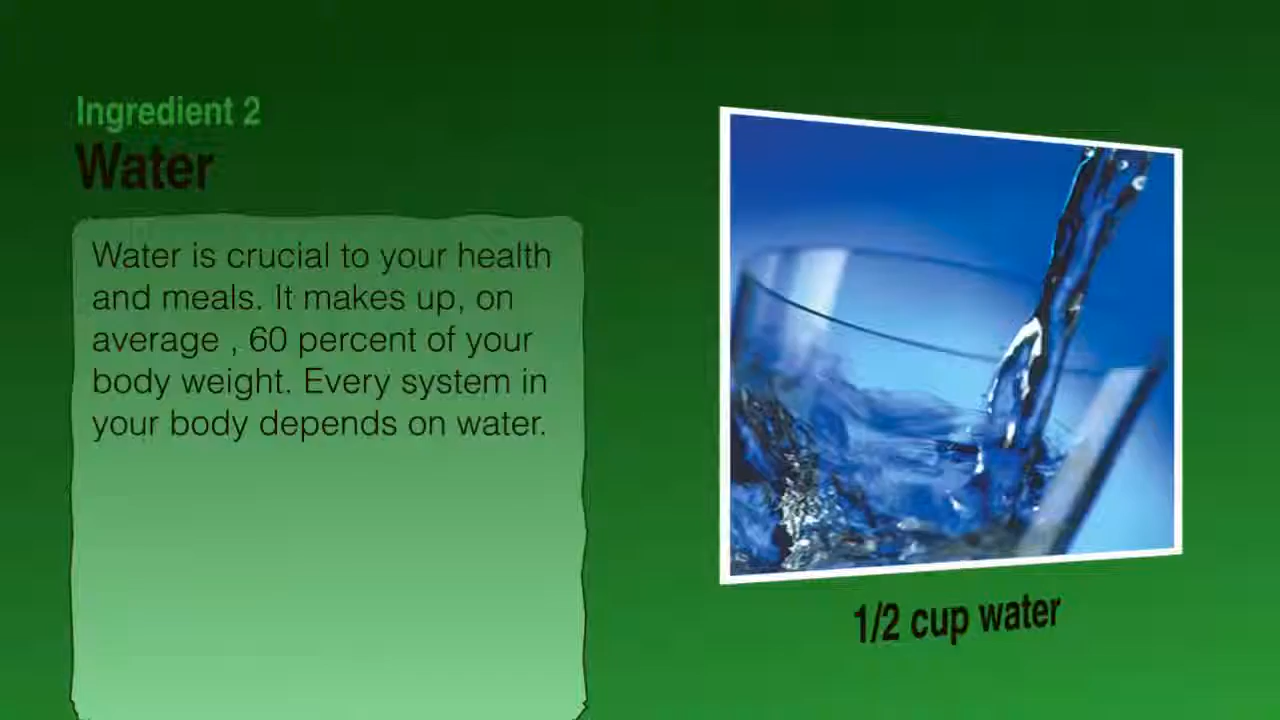 Ingredient 2
Water
Water is crucial to your health
and meals. It makes up, on
average , 60 percent of your
body weight. Every system in
your body depends on water.
1/2 cup water